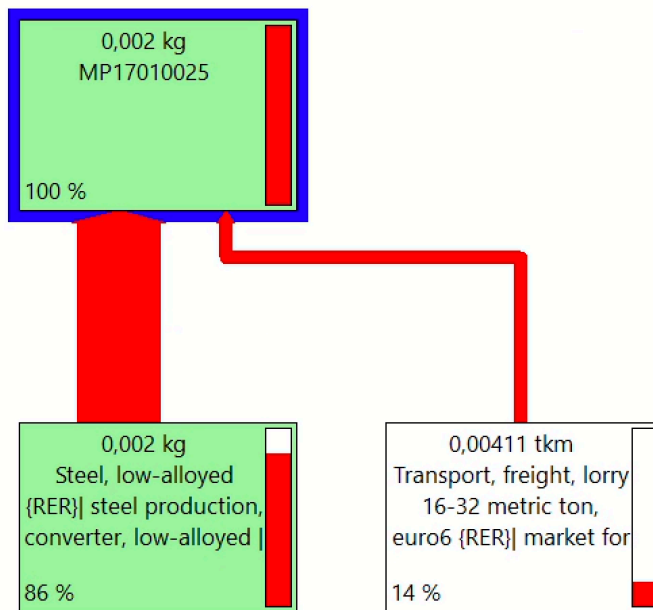 0,002 kg
MP17010025
100 %
0,002 kg
Steel, low-alloyed
{RER}| steel production,
converter, low-alloyed |
86 %
0,00411 tkm
Transport, freight, lorry
16-32 metric ton,
euro6 {RER}| market for
14 %